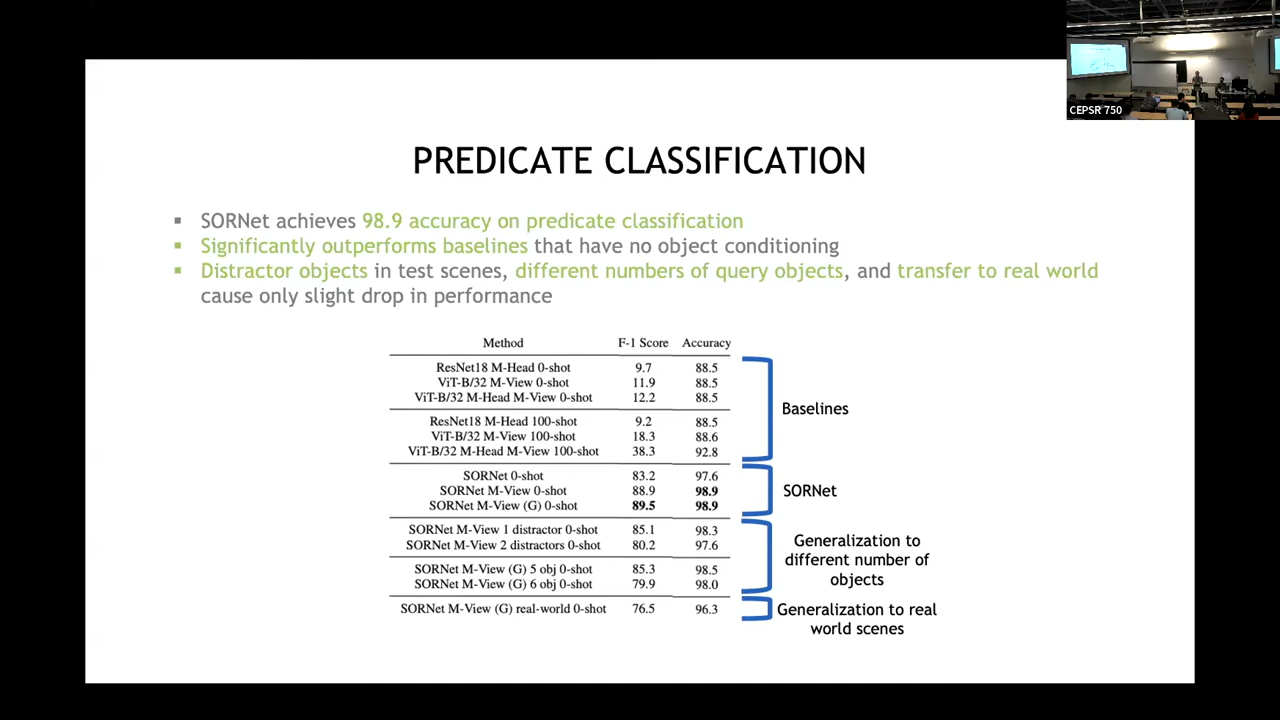 CEPSR 750
PREDICATE CLASSIFICATION
▪ SORNet achieves 98.9 accuracy on predicate classification
▪ Significantly outperforms baselines that have no object conditioning
▪ Distractor objects in test scenes, different numbers of query objects, and transfer to real world
cause only slight drop in performance
Method F-1 Score Accuracy
ResNet18 M-Head 0-shot 9.7 88.5
ViT-B/32 M-View 0-shot 11.9 88.5
ViT-B/32 M-Head M-View 0-shot 12.2 88.5
Baselines
ResNet18 M-Head 100-shot 9.2 88.5
ViT-B/32 M-View 100-shot 18.3 88.6
ViT-B/32 M-Head M-View 100-shot 38.3 92.8
SORNet 0-shot 83.2 97.6
SORNet M-View 0-shot 88.9 98.9
SORNet
SORNet M-View (G) 0-shot 89.5 98.9
SORNet M-View 1 distractor 0-shot 85.1 98.3
SORNet M-View 2 distractors 0-shot 80.2 97.6
Generalization to
different number of
objects
SORNet M-View (G) 5 obj 0-shot 85.3 98.5
SORNet M-View (G) 6 obj 0-shot 79.9 98.0
SORNet M-View (G) real-world 0-shot 76.5 96.3
Generalization to real
world scenes